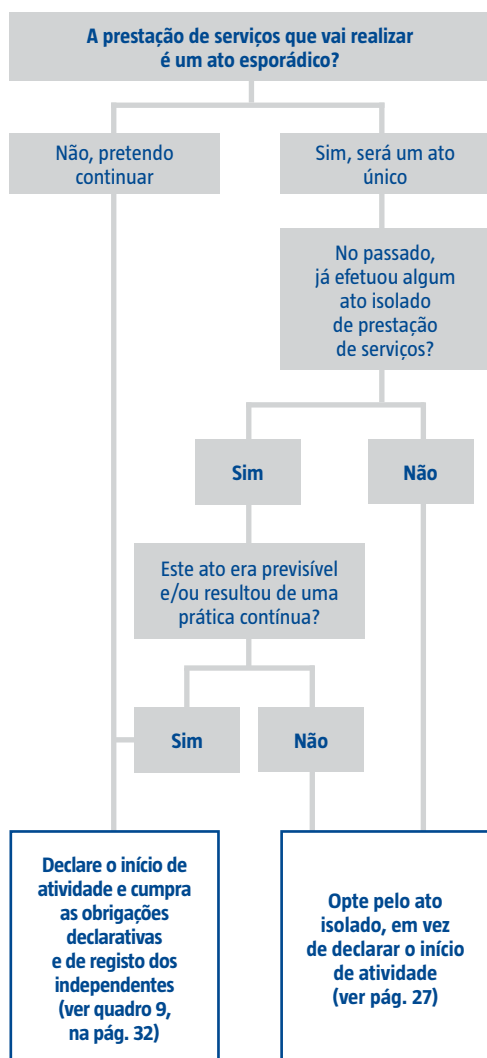 A prestação de serviços que vai realizar
é um ato esporádico?
Não, pretendo
continuar
Sim, será um ato
único
No passado,
já efetuou algum
ato isolado
de prestação
de serviços?
Sim
Não
Este ato era previsível
e/ou resultou de uma
prática contínua?
Sim
Não
Declare o início de
atividade e cumpra
as obrigações
declarativas
e de registo dos
independentes
(ver quadro 9,
na pág. 32)
Opte pelo ato
isolado, em vez
de declarar o início
de atividade
(ver pág. 27)